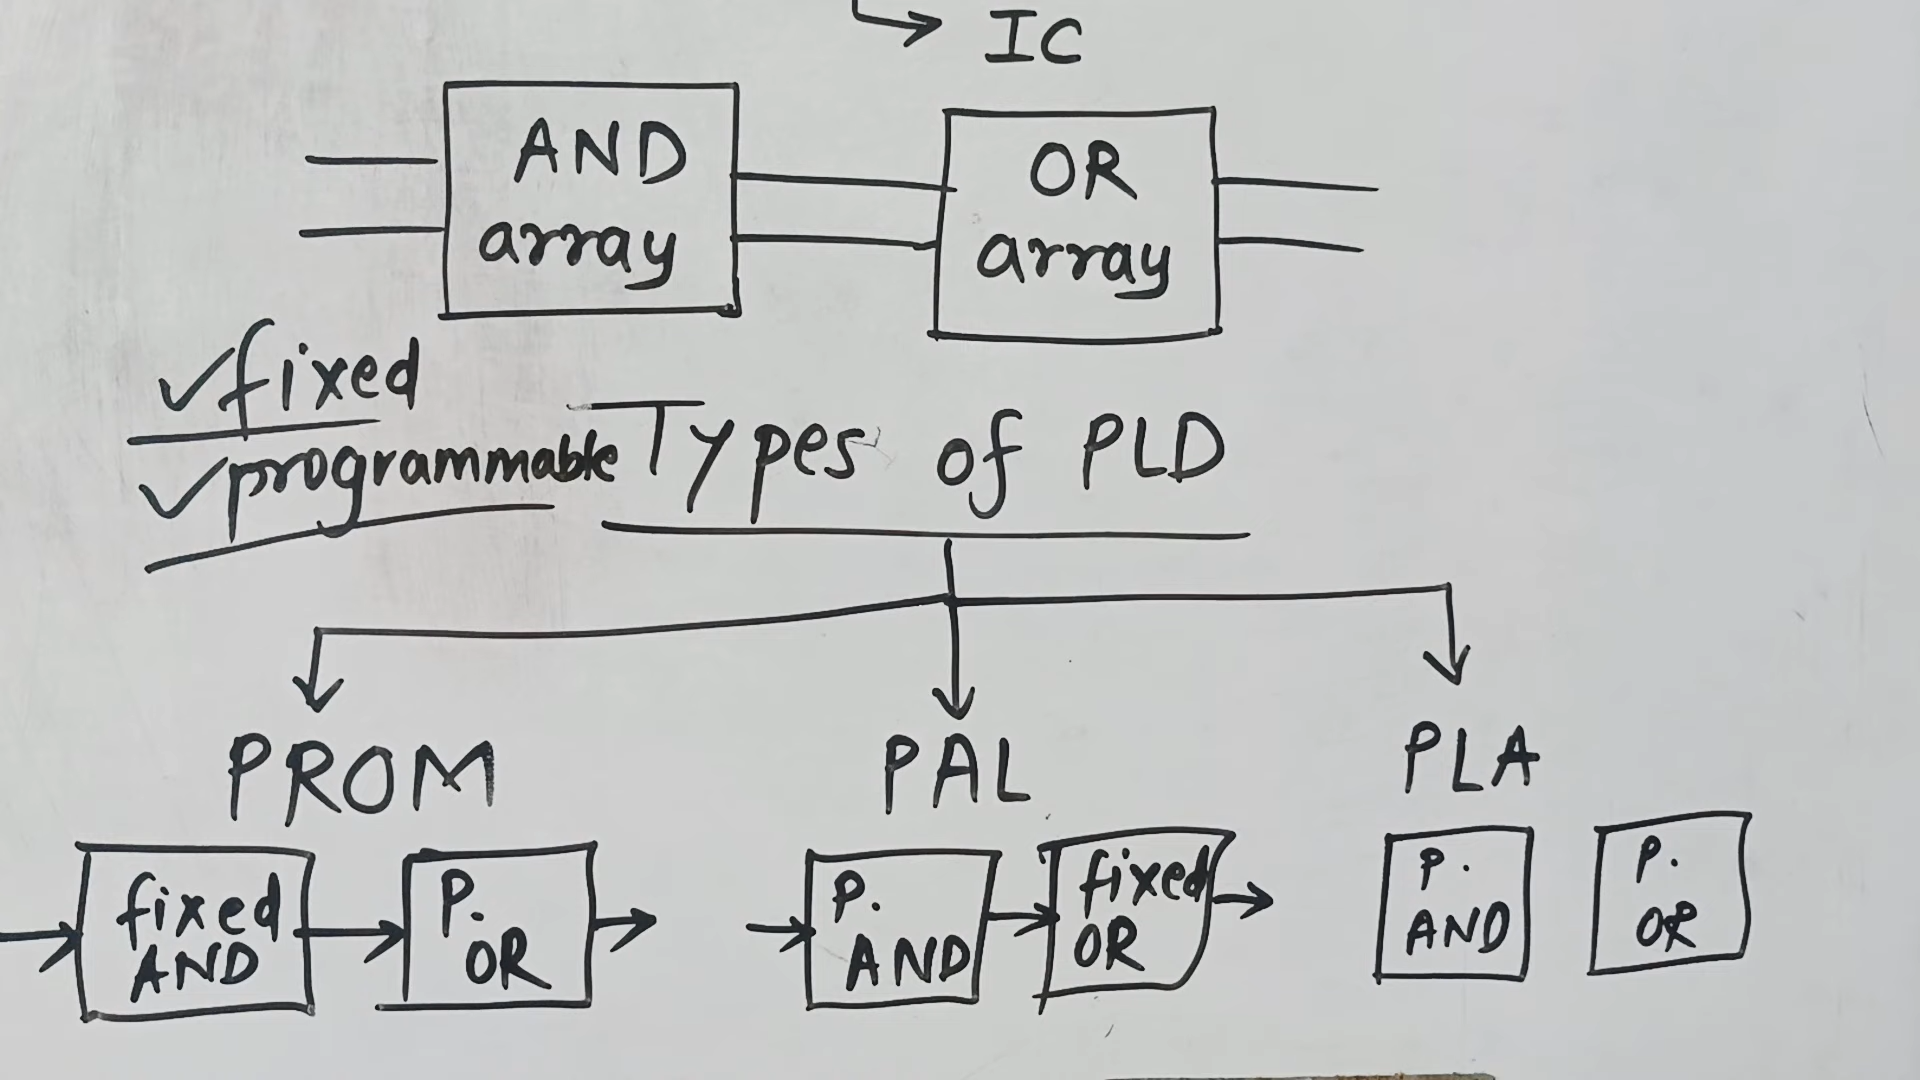 IC
AND
array
OR
array
✓fixed
✓programmable
Types of PLD
PROM
PAL
PLA
fixed
AND
P.
OR
P.
AND
fixed
OR
P.
AND
P.
OR